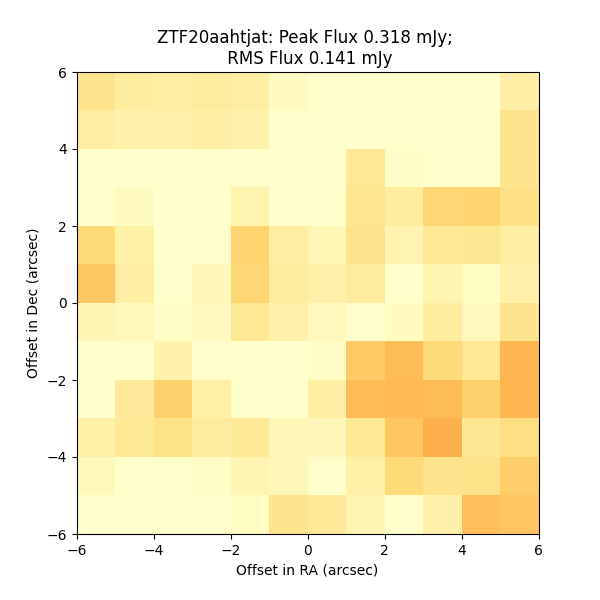 ZTF20aahtjat: Peak Flux 0.318 mJy;
RMS Flux 0.141 mJy
6
4
2
0
−2
−4
−6
Offset in Dec (arcsec)
−6 −4 −2 0 2 4 6
Offset in RA (arcsec)